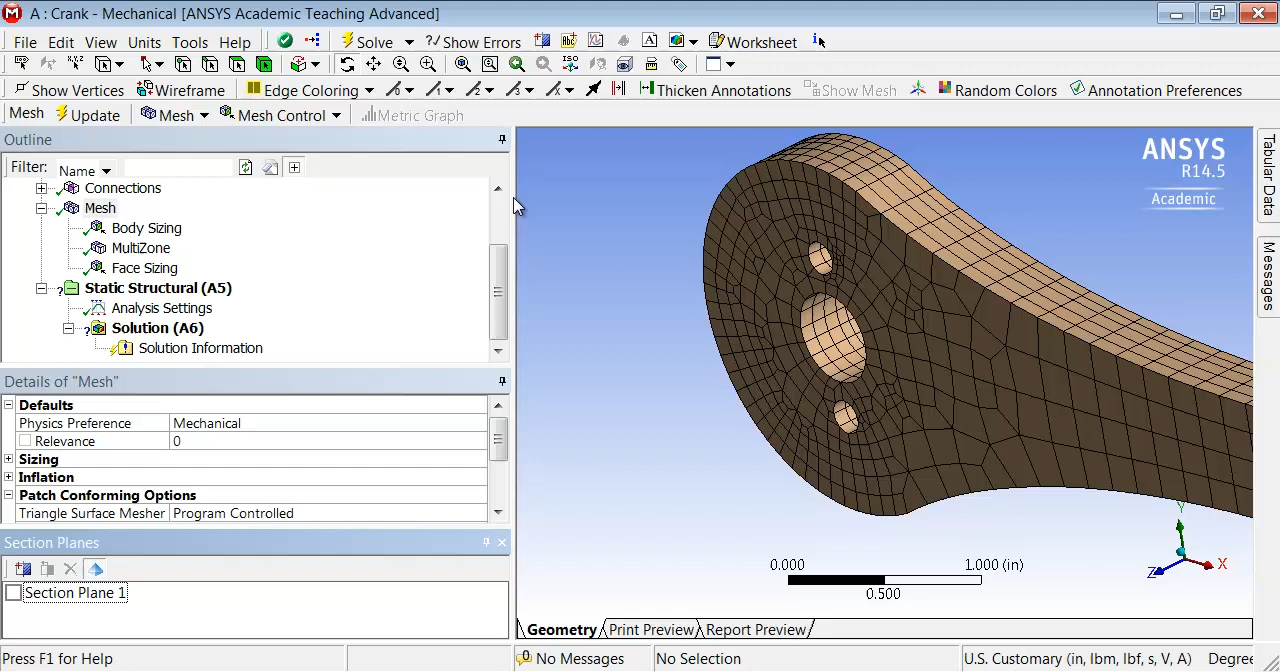 A : Crank - Mechanical [ANSYS Academic Teaching Advanced]
File Edit View Units Tools Help Solve Show Errors Worksheet
Show Vertices Wireframe Edge Coloring Thicken Annotations Show Mesh Random Colors Annotation Preferences
Mesh Update Mesh Mesh Control Metric Graph
Outline
Filter: Name
Connections
Mesh
Body Sizing
MultiZone
Face Sizing
Static Structural (A5)
Analysis Settings
Solution (A6)
Solution Information
Details of "Mesh"
Defaults
Physics Preference Mechanical
Relevance 0
Sizing
Inflation
Patch Conforming Options
Triangle Surface Mesher Program Controlled
Section Planes
Section Plane 1
ANSYS
R14.5
Academic
Tabular Data
Messages
0.000 1.000 (in)
0.500
Y
X
Z
Geometry Print Preview Report Preview
Press F1 for Help 0 No Messages No Selection U.S. Customary (in, lbm, lbf, s, V, A) Degree